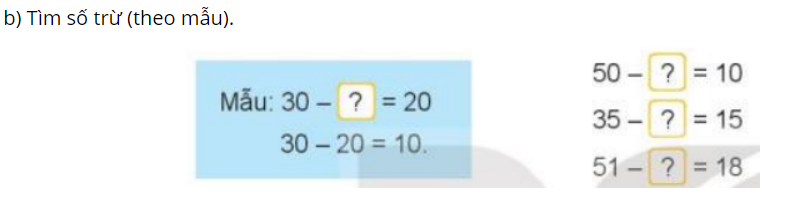 b) Tìm số trừ (theo mẫu).
Mẫu: 30 – ? = 20
30 – 20 = 10.
50 – ? = 10
35 – ? = 15
51 – ? = 18